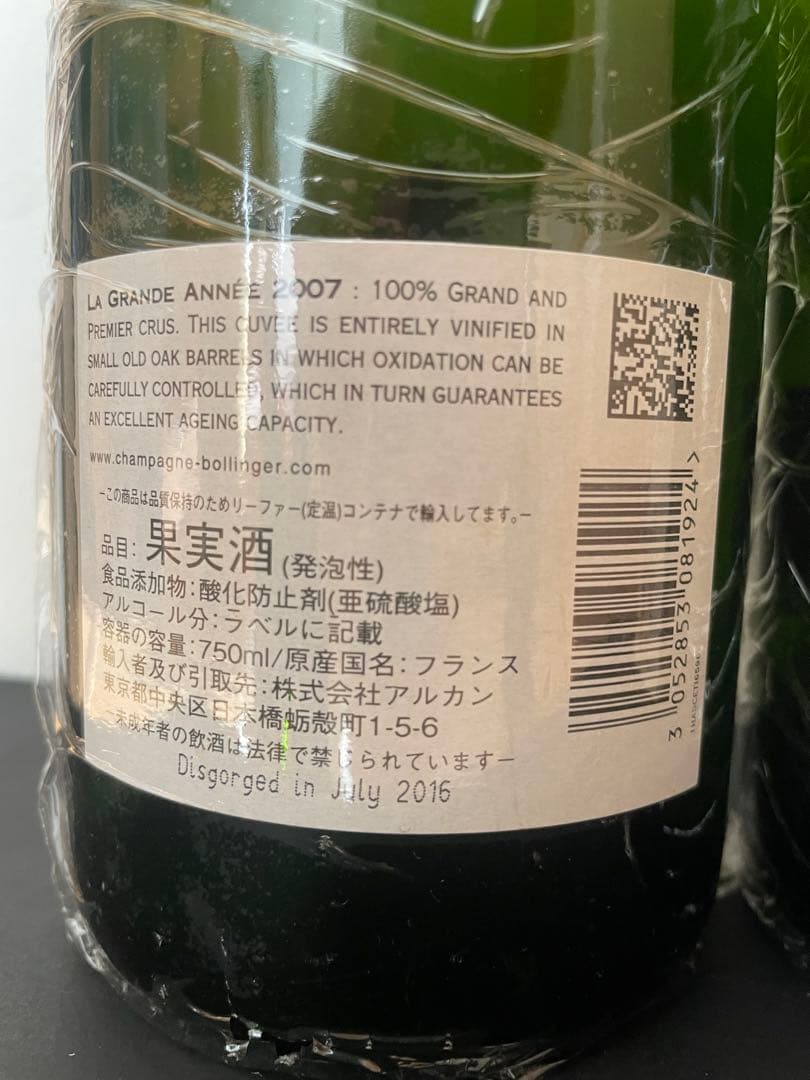 LA GRANDE ANNÉE 2007 : 100% GRAND AND
PREMIER CRUS. THIS CUVÉE IS ENTIRELY VINIFIED IN
SMALL OLD OAK BARRELS IN WHICH OXIDATION CAN BE
CAREFULLY CONTROLLED, WHICH IN TURN GUARANTEES
AN EXCELLENT AGEING CAPACITY.
www.champagne-bollinger.com
−この商品は品質保持のためリーファー(定温)コンテナで輸入してます。−
品目: 果実酒 (発泡性)
食品添加物:酸化防止剤(亜硫酸塩)
アルコール分:ラベルに記載
容器の容量:750ml/原産国名:フランス
輸入者及び引取先:株式会社アルカン
東京都中央区日本橋蛎殻町1-5-6
−未成年者の飲酒は法律で禁じられています−
Disgorged in July 2016
3 052853 081924 >